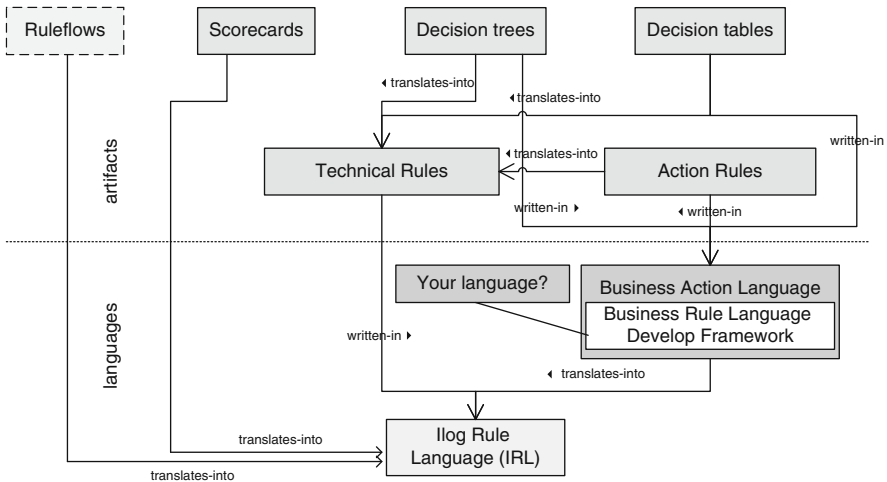 Ruleflows
Scorecards
Decision trees
Decision tables
translates-into
translates-into
written-in
translates-into
artifacts
Technical Rules
Action Rules
written-in
written-in
languages
Your language?
Business Action Language
Business Rule Language
Develop Framework
written-in
translates-into
Ilog Rule
Language (IRL)
translates-into
translates-into